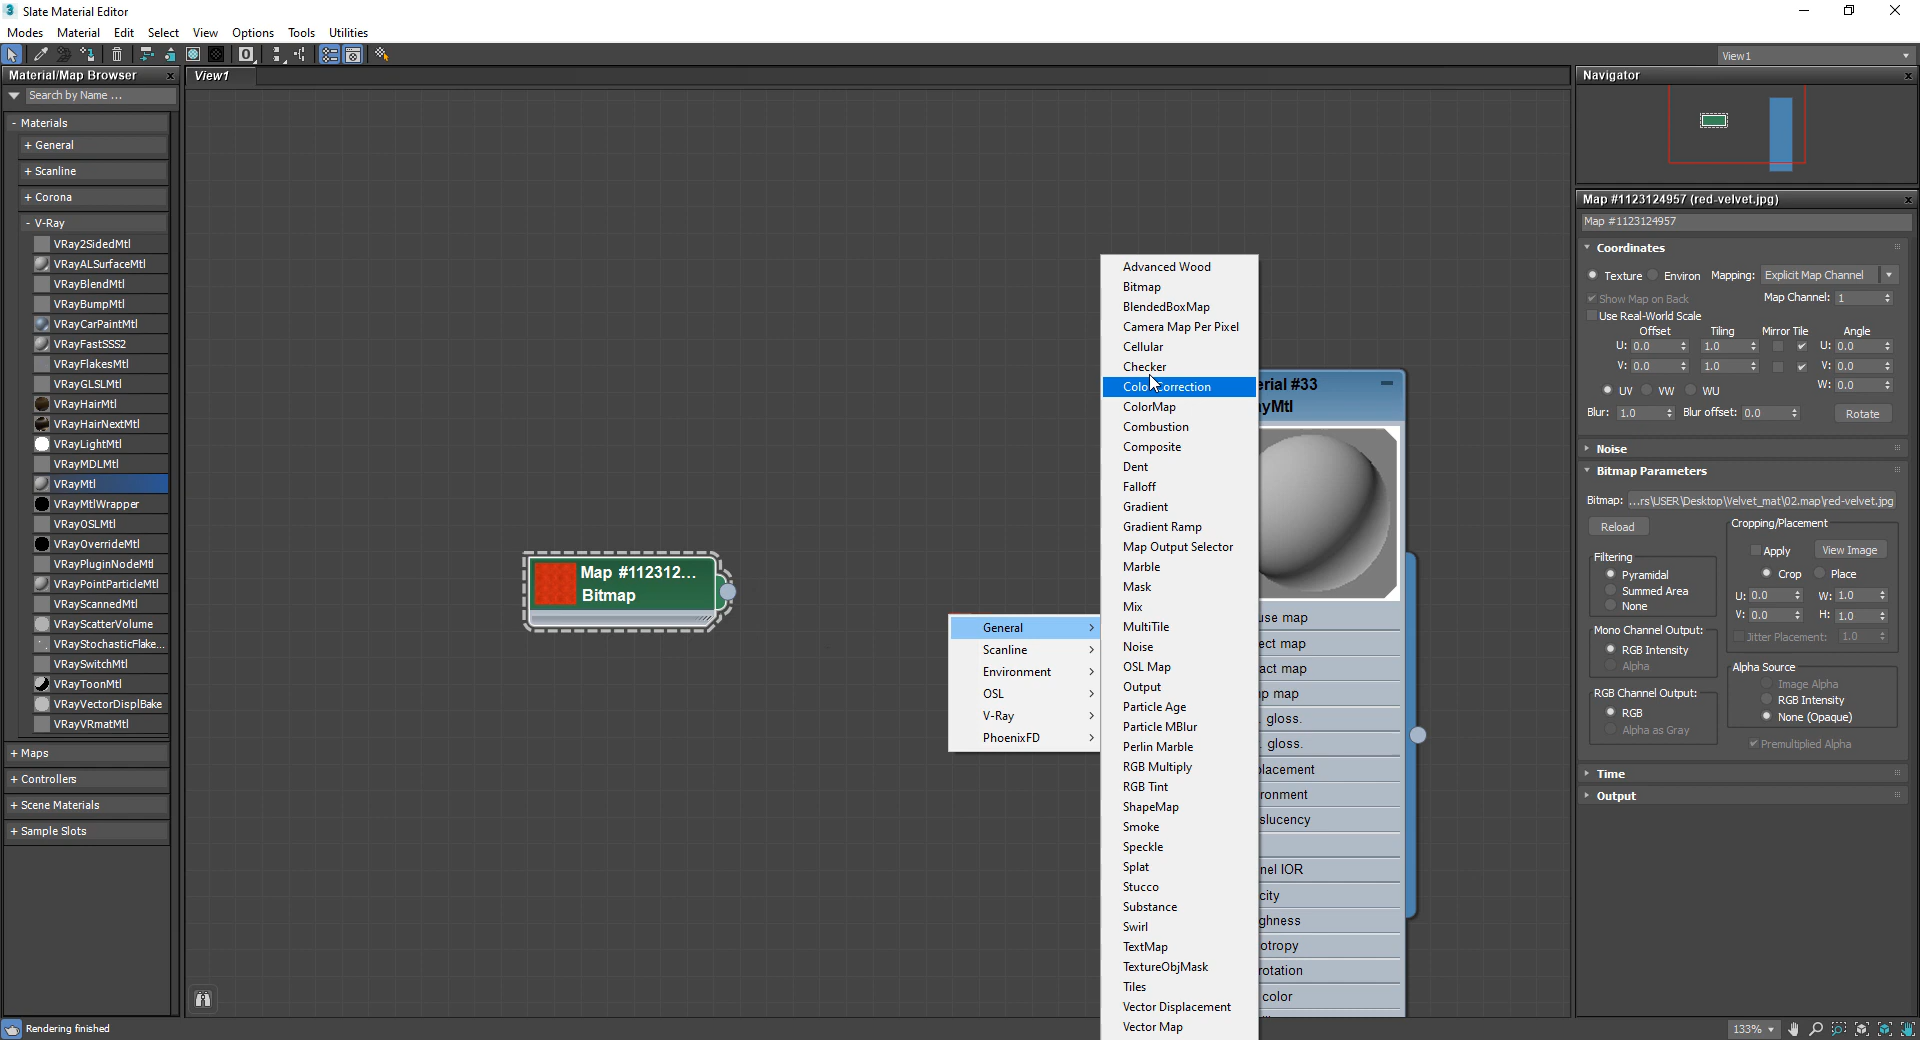 Slate Material Editor
Modes Material Edit Select View Options Tools Utilities
View1
Material/Map Browser
Search by Name ...
- Materials
+ General
+ Scanline
+ Corona
- V-Ray
VRay2SidedMtl
VRayALSurfaceMtl
VRayBlendMtl
VRayBumpMtl
VRayCarPaintMtl
VRayFastSSS2
VRayFlakesMtl
VRayGLSLMtl
VRayHairMtl
VRayHairNextMtl
VRayLightMtl
VRayMDLMtl
VRayMtl
VRayMtlWrapper
VRayOSLMtl
VRayOverrideMtl
VRayPluginNodeMtl
VRayPointParticleMtl
VRayScannedMtl
VRayScatterVolume
VRayStochasticFlake...
VRaySwitchMtl
VRayToonMtl
VRayVectorDisplBake
VRayVRmatMtl
+ Maps
+ Controllers
+ Scene Materials
+ Sample Slots
Rendering finished
View1
Map #112312...
Bitmap
General
Scanline
Environment
OSL
V-Ray
PhoenixFD
Advanced Wood
Bitmap
BlendedBoxMap
Camera Map Per Pixel
Cellular
Checker
Color Correction
ColorMap
Combustion
Composite
Dent
Falloff
Gradient
Gradient Ramp
Map Output Selector
Marble
Mask
Mix
MultiTile
Noise
OSL Map
Output
Particle Age
Particle MBlur
Perlin Marble
RGB Multiply
RGB Tint
ShapeMap
Smoke
Speckle
Splat
Stucco
Substance
Swirl
TextMap
TextureObjMask
Tiles
Vector Displacement
Vector Map
erial #33
yMtl
use map
ect map
act map
p map
. gloss.
. gloss.
lacement
ronment
slucency
nel IOR
city
ghness
otropy
rotation
color
Navigator
Map #1123124957 (red-velvet.jpg)
Map #1123124957
Coordinates
Texture Environ Mapping: Explicit Map Channel
Show Map on Back Map Channel: 1
Use Real-World Scale
Offset Tiling Mirror Tile Angle
U: 0.0 1.0 U: 0.0
V: 0.0 1.0 V: 0.0
W: 0.0
UV VW WU
Blur: 1.0 Blur offset: 0.0 Rotate
Noise
Bitmap Parameters
Bitmap: ...rs\USER\Desktop\Velvet_mat\02.map\red-velvet.jpg
Reload
Filtering
Pyramidal
Summed Area
None
Mono Channel Output:
RGB Intensity
Alpha
RGB Channel Output:
RGB
Alpha as Gray
Cropping/Placement
Apply View Image
Crop Place
U: 0.0 W: 1.0
V: 0.0 H: 1.0
Jitter Placement: 1.0
Alpha Source
Image Alpha
RGB Intensity
None (Opaque)
Premultiplied Alpha
Time
Output
133%